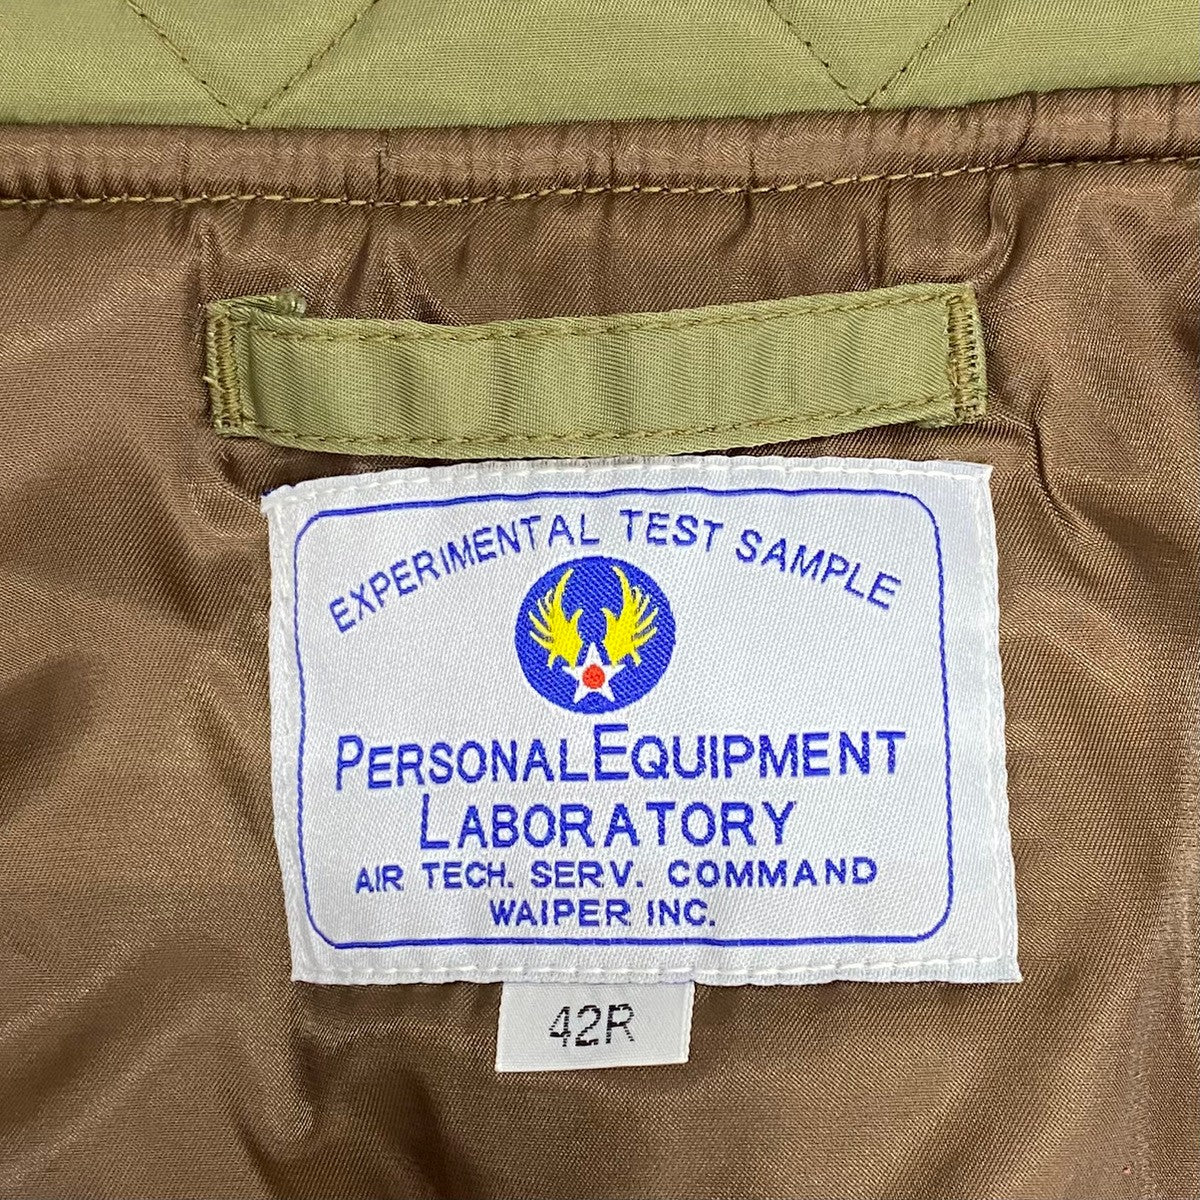 EXPERIMENTAL TEST SAMPLE
PERSONAL EQUIPMENT
LABORATORY
AIR TECH. SERV. COMMAND
WAIPER INC.
42R